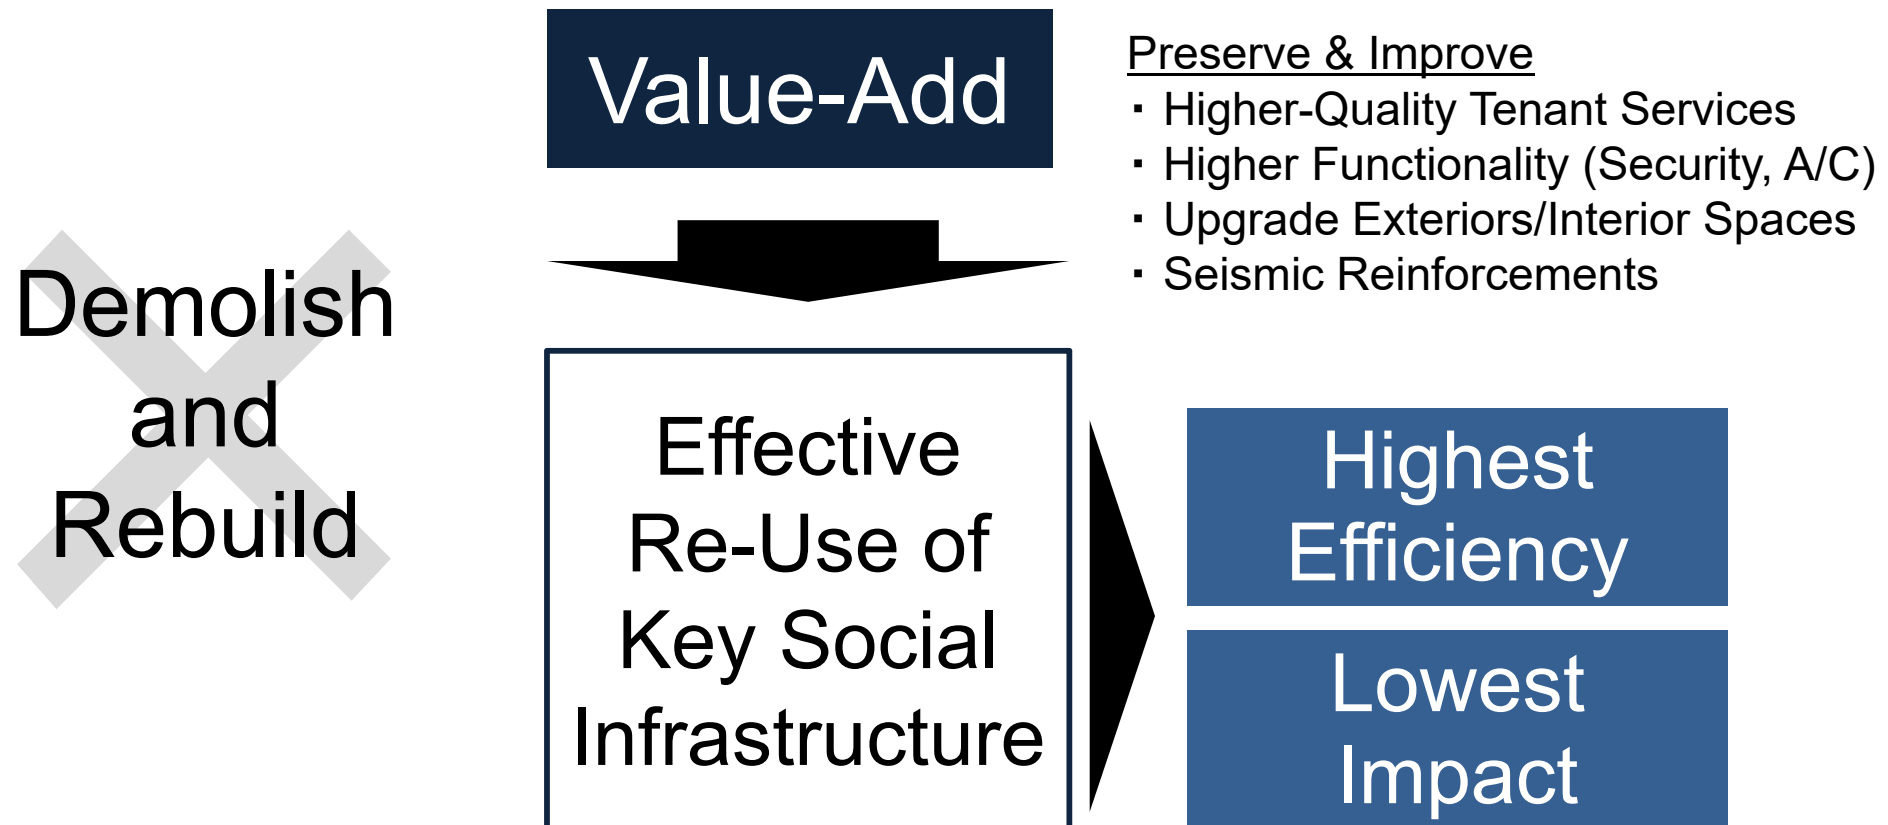 Demolish
and
Rebuild
Value-Add
Preserve & Improve
・Higher-Quality Tenant Services
・Higher Functionality (Security, A/C)
・Upgrade Exteriors/Interior Spaces
・Seismic Reinforcements
Effective
Re-Use of
Key Social
Infrastructure
Highest
Efficiency
Lowest
Impact